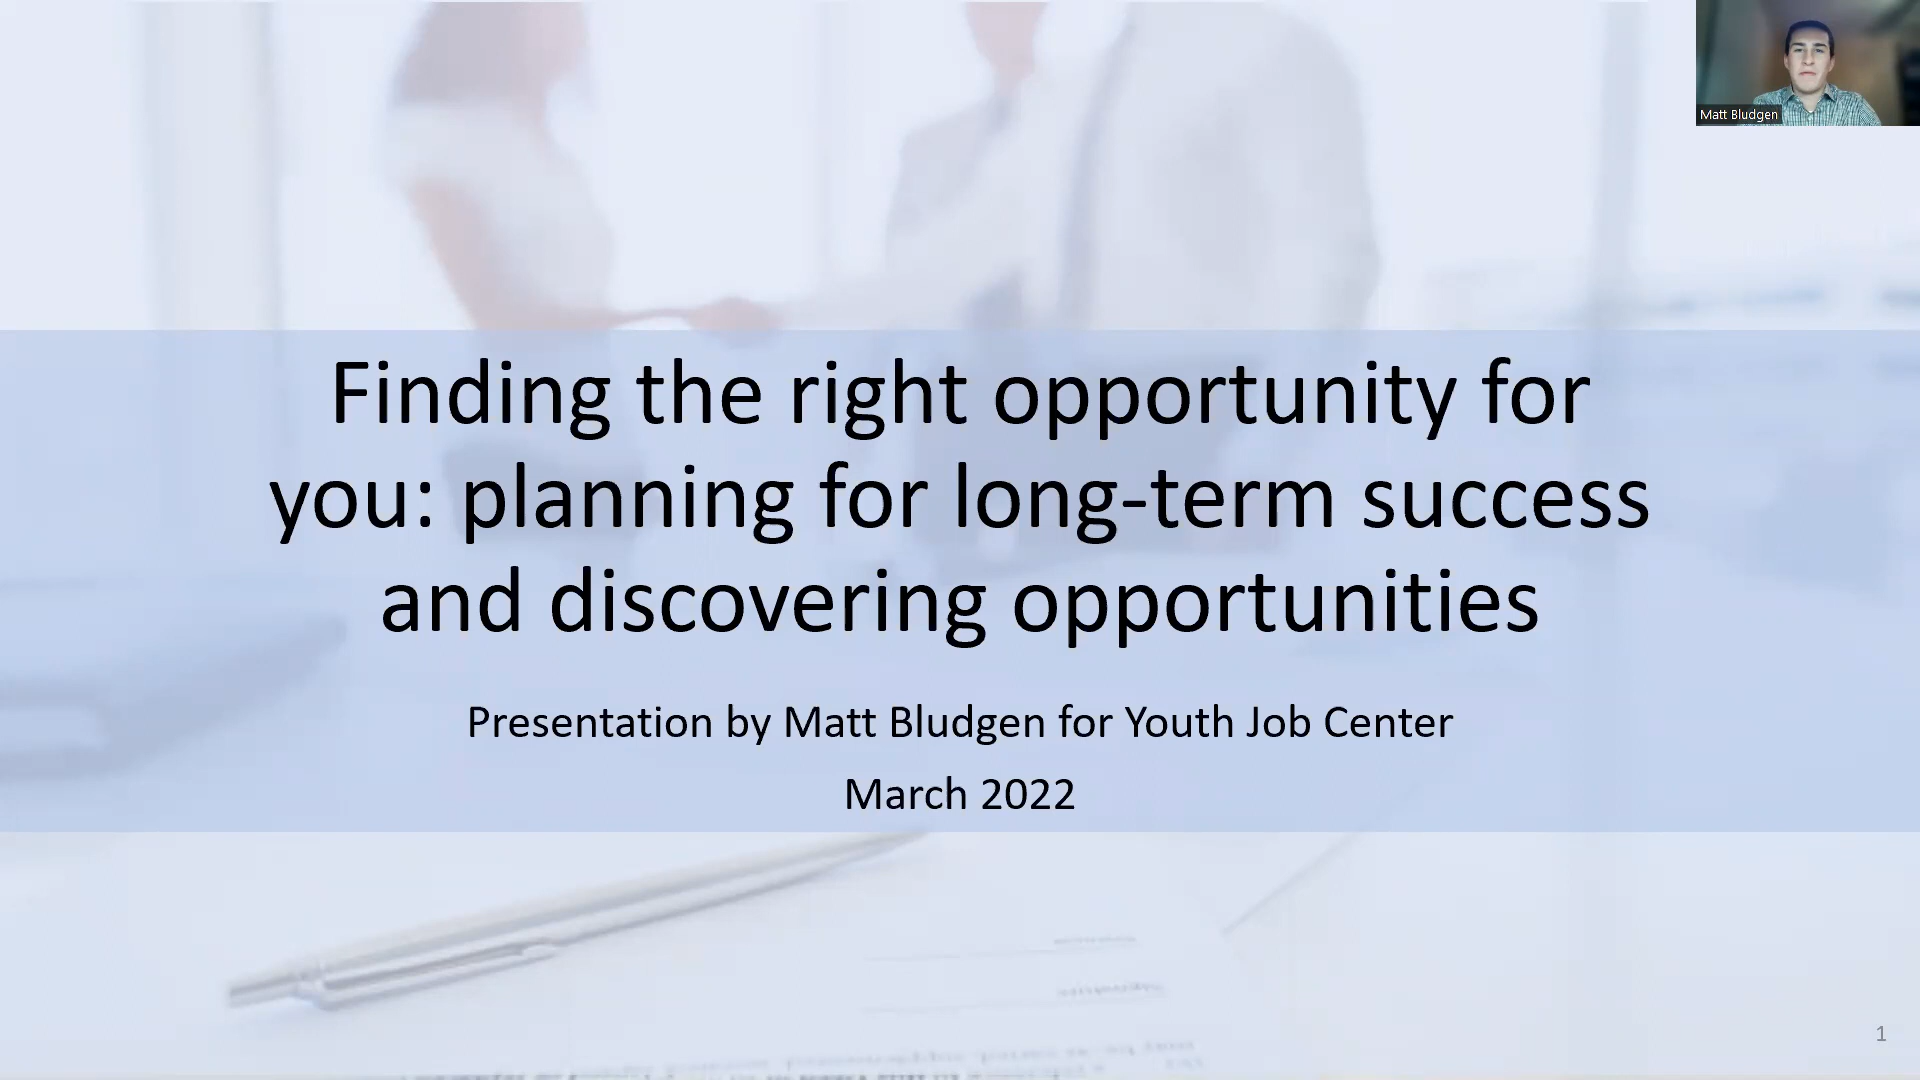 Matt Bludgen
Finding the right opportunity for
you: planning for long-term success
and discovering opportunities
Presentation by Matt Bludgen for Youth Job Center
March 2022
1